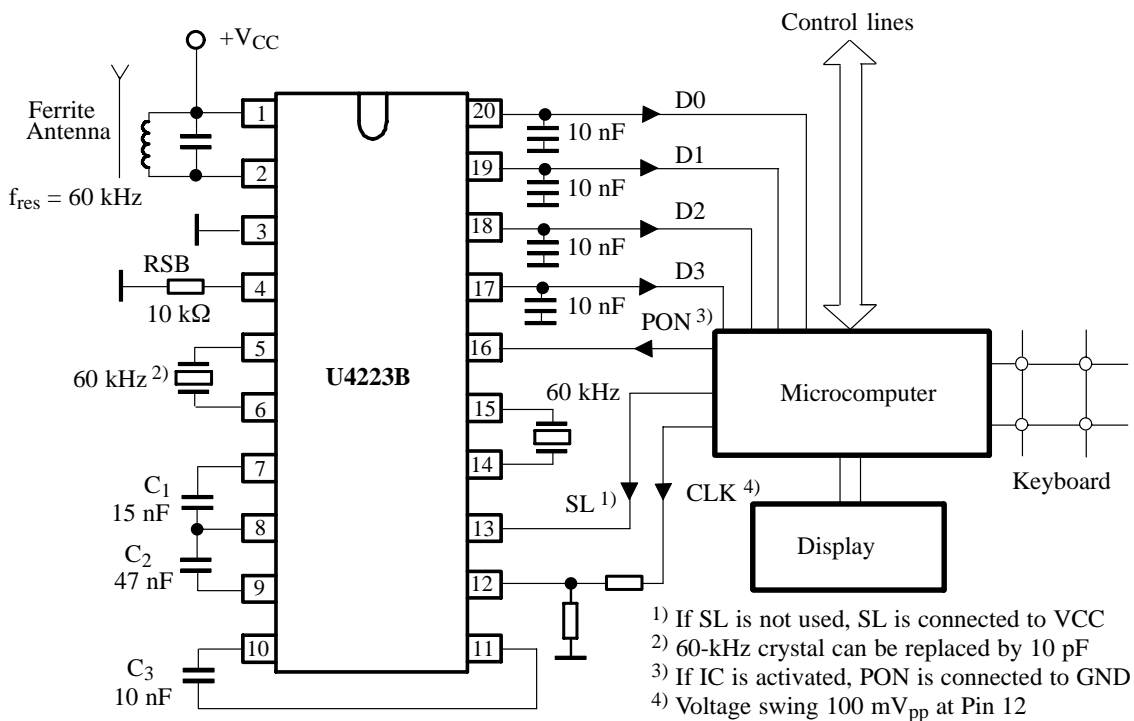 Control lines
+V_CC
Ferrite
Antenna
f_res = 60 kHz
1
2
3
RSB
4
10 kΩ
5
60 kHz ²⁾
6
7
C₁
15 nF
8
C₂
47 nF
9
10
C₃
10 nF
U4223B
20
D0
10 nF
19
D1
10 nF
18
D2
10 nF
17
D3
10 nF
16
PON ³⁾
15
60 kHz
14
13
SL ¹⁾
CLK ⁴⁾
12
11
Microcomputer
Keyboard
Display
¹⁾ If SL is not used, SL is connected to VCC
²⁾ 60-kHz crystal can be replaced by 10 pF
³⁾ If IC is activated, PON is connected to GND
⁴⁾ Voltage swing 100 mV_pp at Pin 12